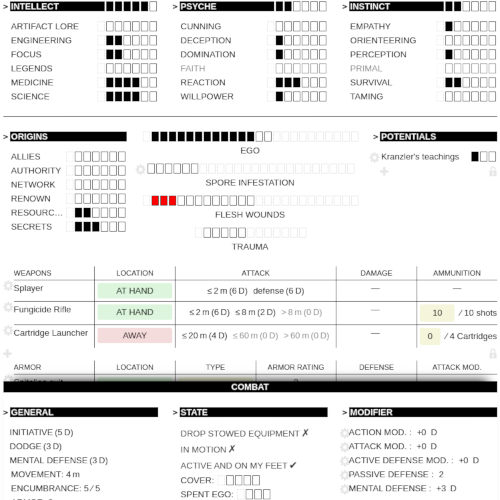 > INTELLECT
ARTIFACT LORE
ENGINEERING
FOCUS
LEGENDS
MEDICINE
SCIENCE
> PSYCHE
CUNNING
DECEPTION
DOMINATION
FAITH
REACTION
WILLPOWER
> INSTINCT
EMPATHY
ORIENTEERING
PERCEPTION
PRIMAL
SURVIVAL
TAMING
> ORIGINS
ALLIES
AUTHORITY
NETWORK
RENOWN
RESOURC...
SECRETS
EGO
SPORE INFESTATION
FLESH WOUNDS
TRAUMA
> POTENTIALS
Kranzler's teachings
WEAPONS LOCATION ATTACK DAMAGE AMMUNITION
Splayer AT HAND ≤ 2 m (6 D) defense (6 D) — —
Fungicide Rifle AT HAND ≤ 2 m (6 D) ≤ 8 m (2 D) > 8 m (0 D) — 10 / 10 shots
Cartridge Launcher AWAY ≤ 20 m (4 D) ≤ 60 m (0 D) > 60 m (0 D) — 0 / 4 Cartridges
ARMOR LOCATION TYPE ARMOR RATING DEFENSE ATTACK MOD.
COMBAT
> GENERAL
INITIATIVE (5 D)
DODGE (3 D)
MENTAL DEFENSE (3 D)
MOVEMENT: 4 m
ENCUMBRANCE: 5 / 5
> STATE
DROP STOWED EQUIPMENT ✗
IN MOTION ✗
ACTIVE AND ON MY FEET ✔
COVER:
SPENT EGO:
> MODIFIER
ACTION MOD. : +0 D
ATTACK MOD. : +0 D
ACTIVE DEFENSE MOD. : +0 D
PASSIVE DEFENSE : 2
MENTAL DEFENSE : +3 D